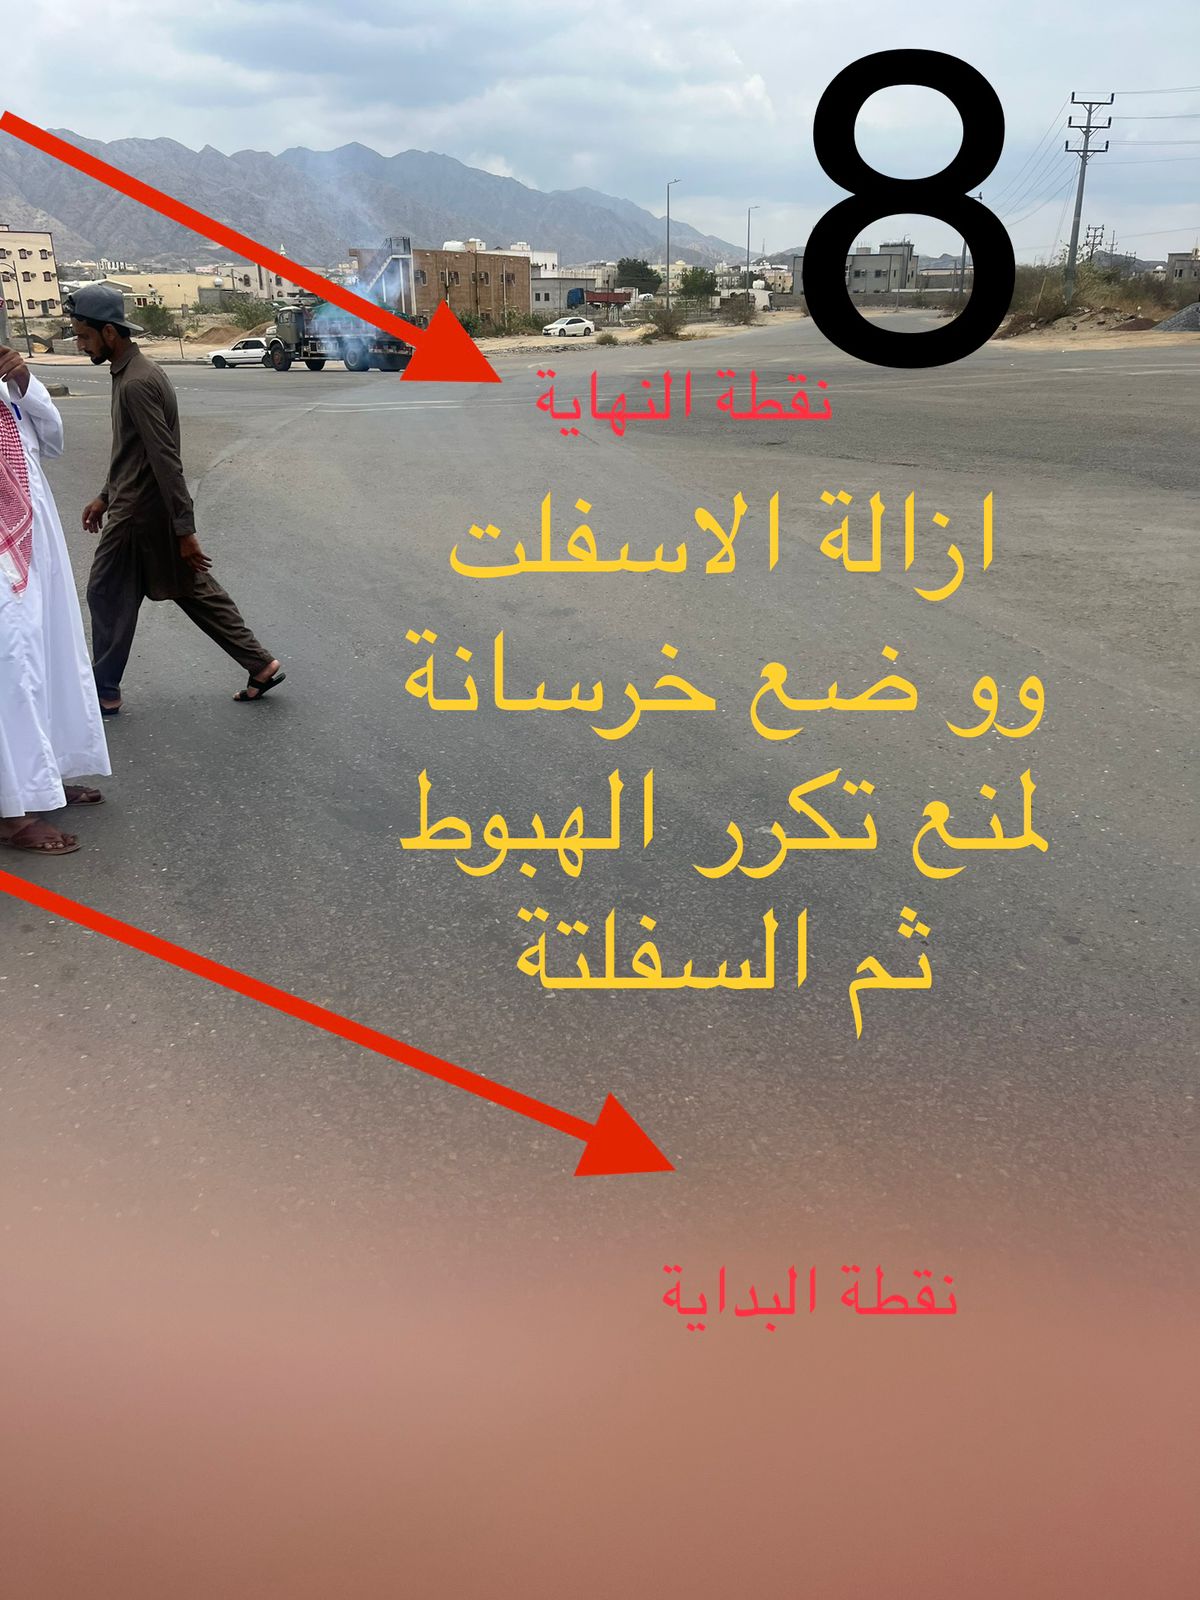 8
نقطة النهاية
ازالة الاسفلت
وو ضع خرسانة
لمنع تكرر الهبوط
ثم السفلتة
نقطة البداية